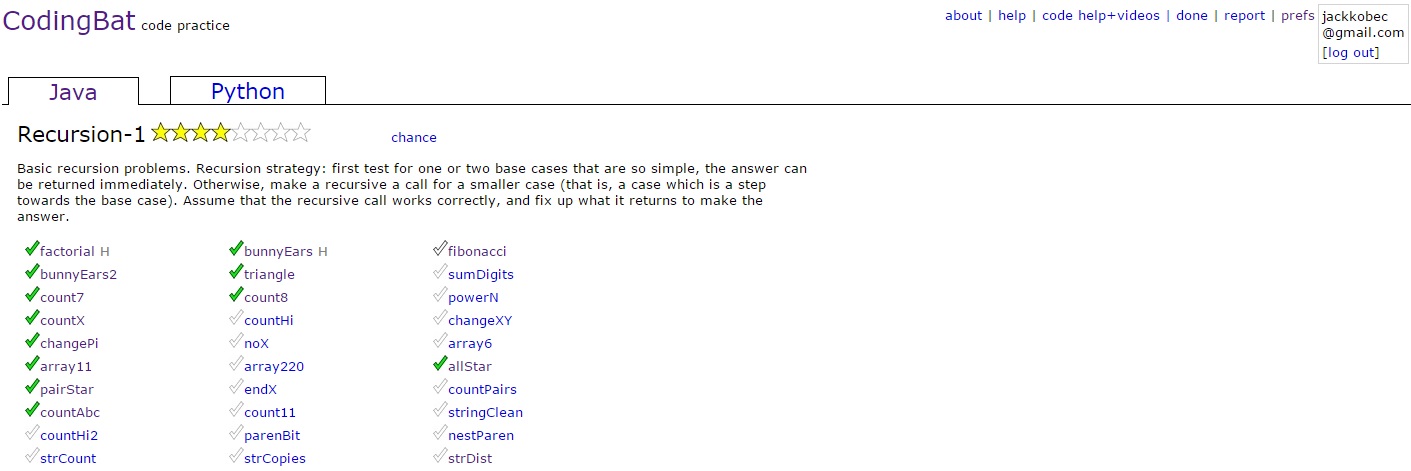 CodingBat code practice
about | help | code help+videos | done | report | prefs
jackkobec
@gmail.com
[log out]
Java
Python
Recursion-1
chance
Basic recursion problems. Recursion strategy: first test for one or two base cases that are so simple, the answer can
be returned immediately. Otherwise, make a recursive a call for a smaller case (that is, a case which is a step
towards the base case). Assume that the recursive call works correctly, and fix up what it returns to make the
answer.
factorial H bunnyEars H fibonacci
bunnyEars2 triangle sumDigits
count7 count8 powerN
countX countHi changeXY
changePi noX array6
array11 array220 allStar
pairStar endX countPairs
countAbc count11 stringClean
countHi2 parenBit nestParen
strCount strCopies strDist